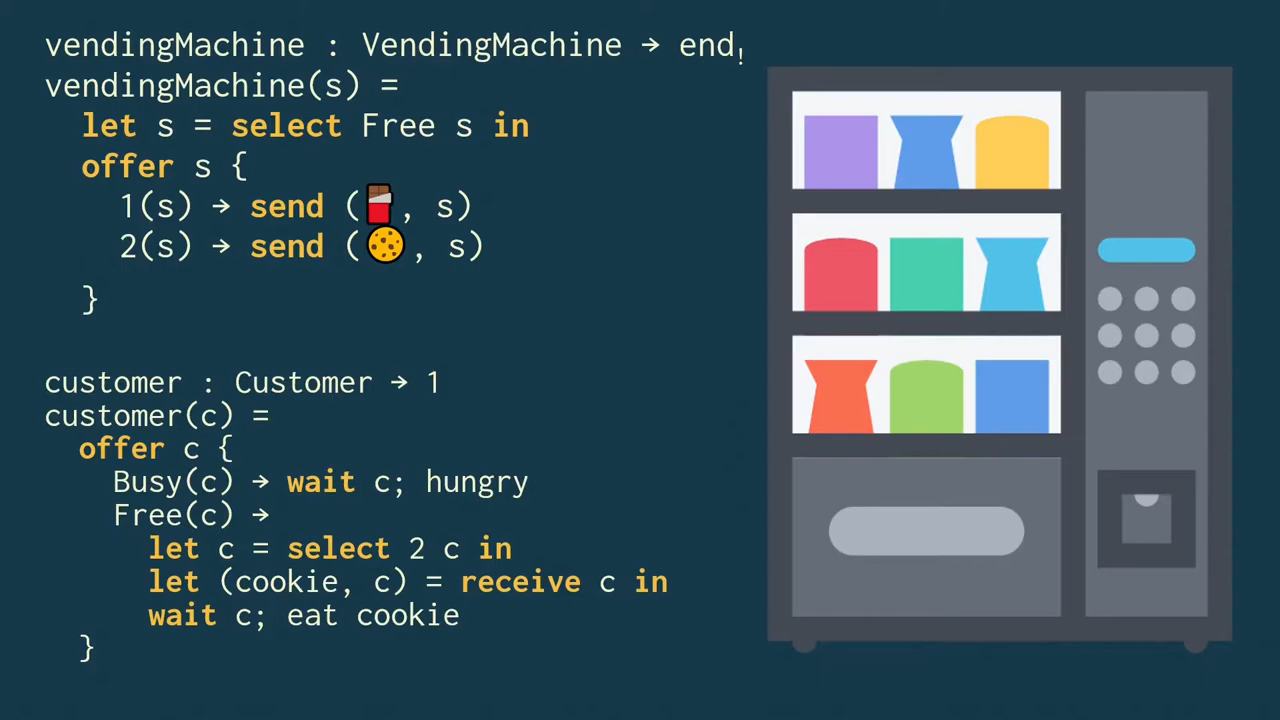 vendingMachine : VendingMachine → end!
vendingMachine(s) =
let s = select Free s in
offer s {
1(s) → send (🍫, s)
2(s) → send (🍪, s)
}
customer : Customer → 1
customer(c) =
offer c {
Busy(c) → wait c; hungry
Free(c) →
let c = select 2 c in
let (cookie, c) = receive c in
wait c; eat cookie
}